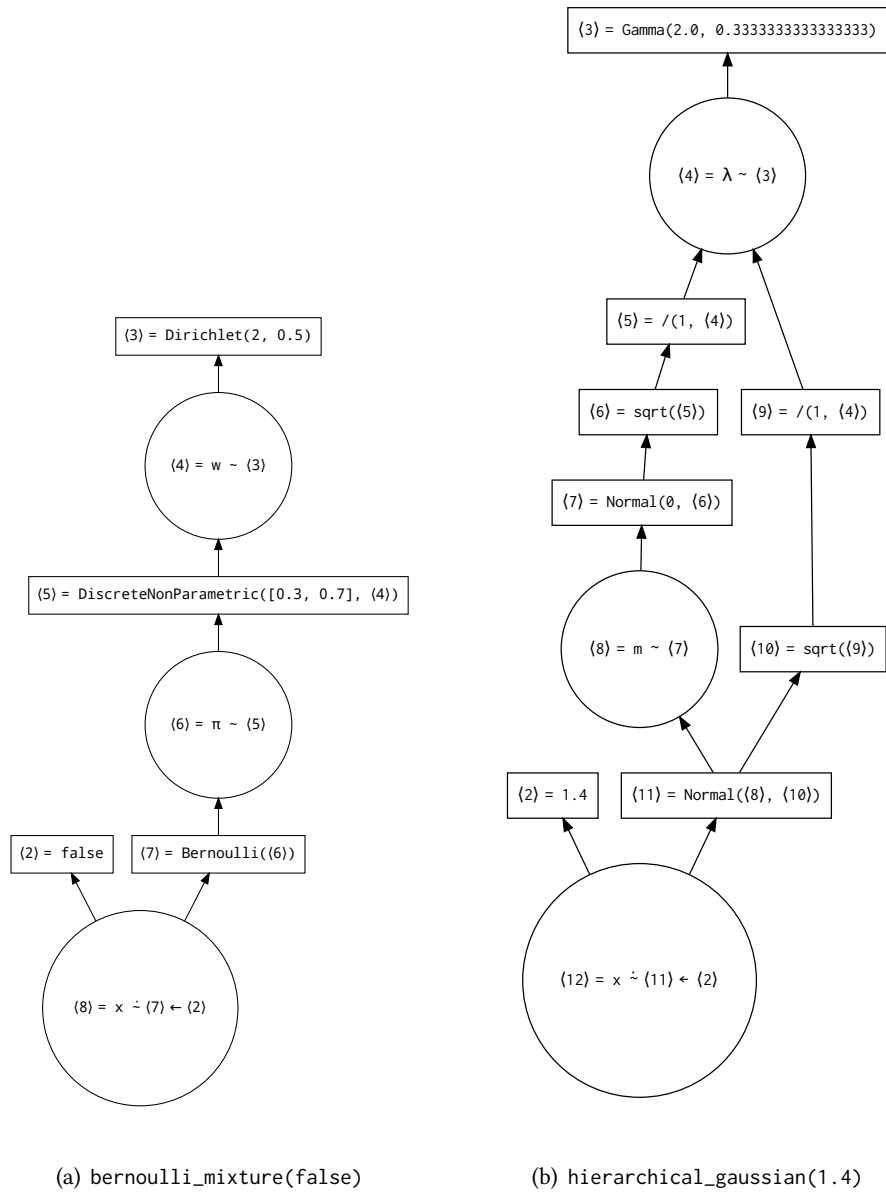 ⟨3⟩ = Dirichlet(2, 0.5)
⟨4⟩ = w ~ ⟨3⟩
⟨5⟩ = DiscreteNonParametric([0.3, 0.7], ⟨4⟩)
⟨6⟩ = π ~ ⟨5⟩
⟨2⟩ = false
⟨7⟩ = Bernoulli(⟨6⟩)
⟨8⟩ = x ∻ ⟨7⟩ ← ⟨2⟩
(a) bernoulli_mixture(false)
⟨3⟩ = Gamma(2.0, 0.3333333333333333)
⟨4⟩ = λ ~ ⟨3⟩
⟨5⟩ = /(1, ⟨4⟩)
⟨6⟩ = sqrt(⟨5⟩)
⟨9⟩ = /(1, ⟨4⟩)
⟨7⟩ = Normal(0, ⟨6⟩)
⟨8⟩ = m ~ ⟨7⟩
⟨10⟩ = sqrt(⟨9⟩)
⟨2⟩ = 1.4
⟨11⟩ = Normal(⟨8⟩, ⟨10⟩)
⟨12⟩ = x ⩪ ⟨11⟩ ← ⟨2⟩
(b) hierarchical_gaussian(1.4)